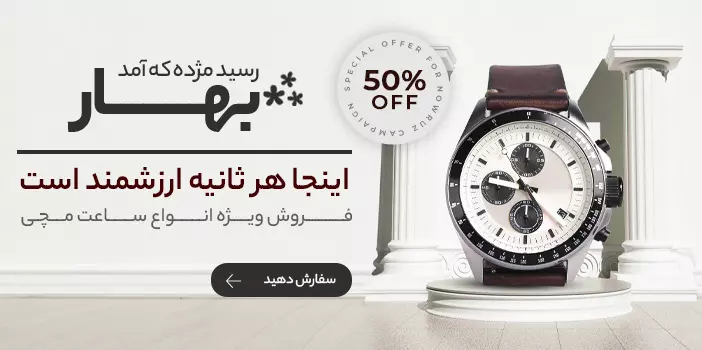 رسید مژده که آمد
بهار
اینجا هر ثانیه ارزشمند است
فروش ویژه انواع ساعت مچی
سفارش دهید
SPECIAL OFFER FOR NOWRUZ CAMPAIGN
50%
OFF